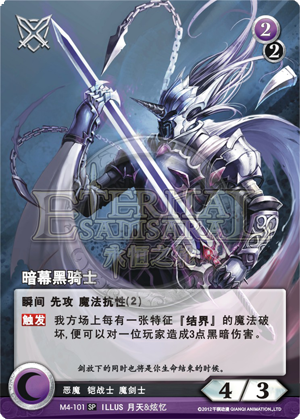 2
2
ETERNAL
SAMSARA
永恒之轮
暗幕黑骑士
瞬间 先攻 魔法抗性(2)
触发 我方场上每有一张特征『结界』的魔法破
坏,便可以对一位玩家造成3点黑暗伤害。
剑放下的同时也将是你生命结束的时候。
恶魔 铠战士 魔剑士
4 / 3
M4-101 SP ILLUS 月天&炫忆
©2012千骐动漫 QIANQI ANIMATION.,LTD